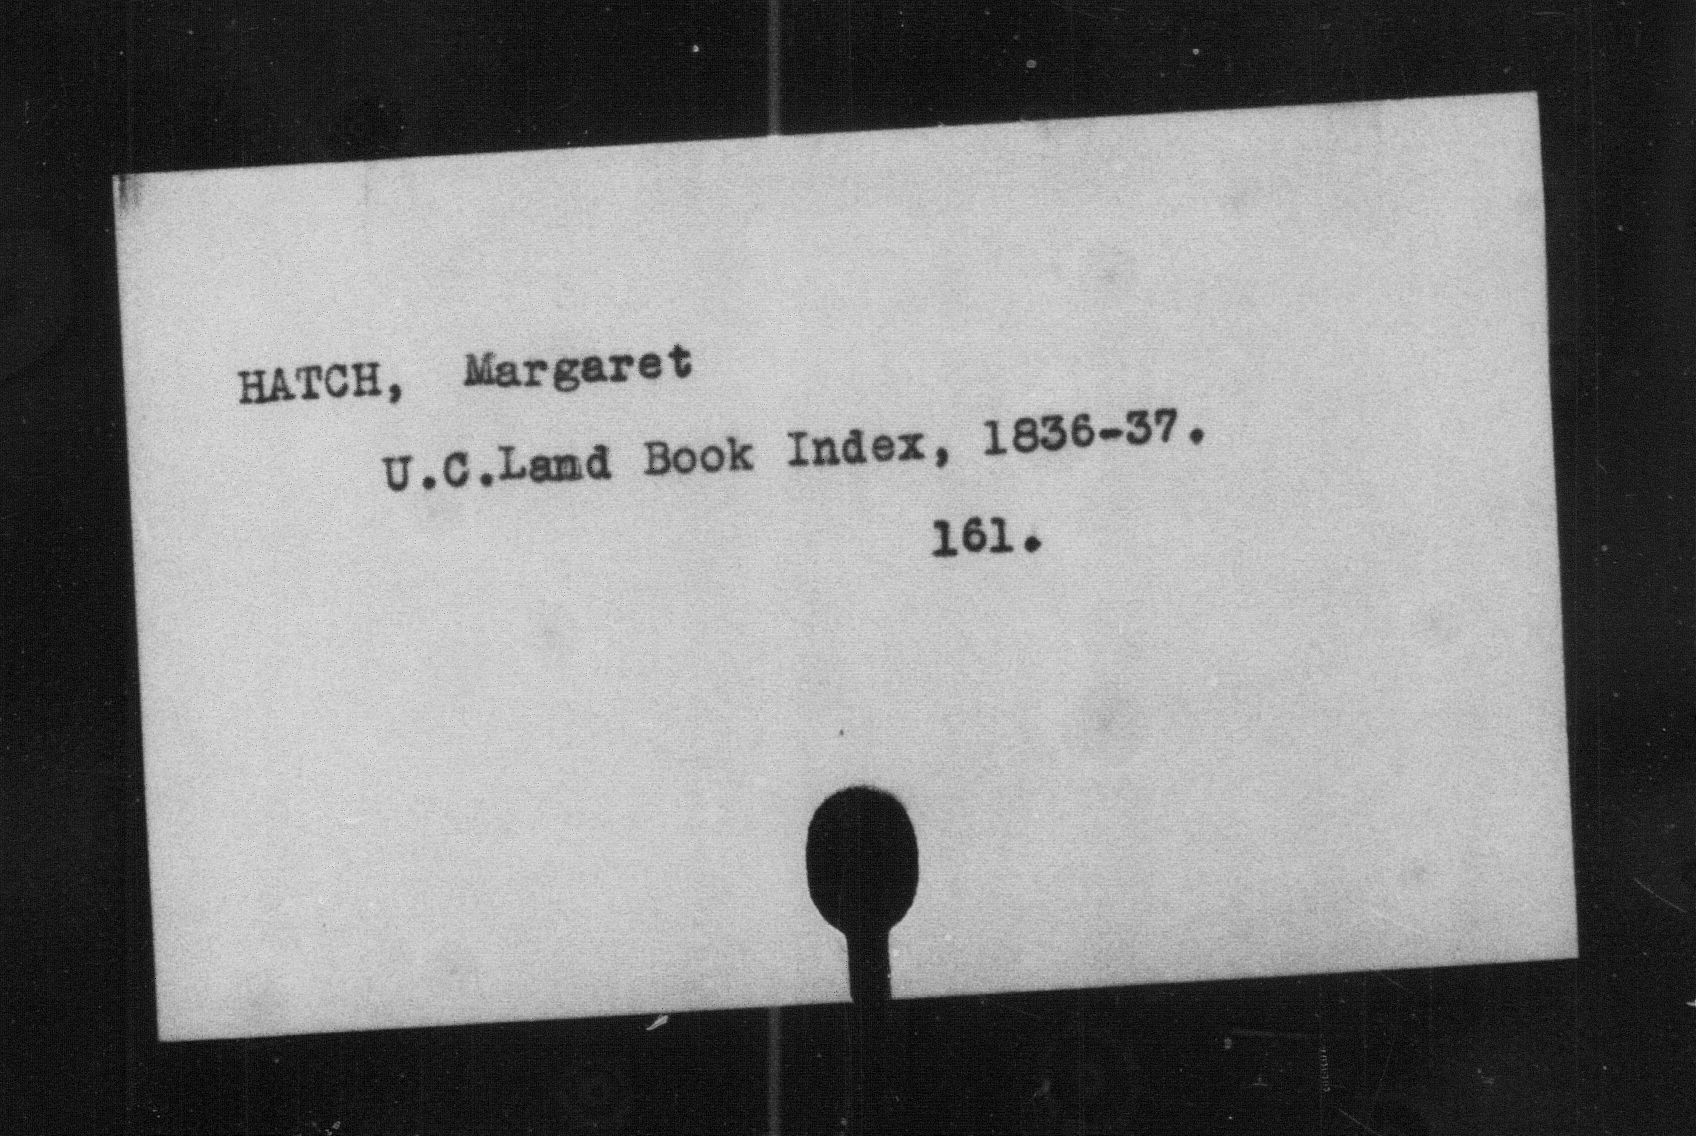 HATCH, Margaret
U.C.Land Book Index, 1836-37.
161.